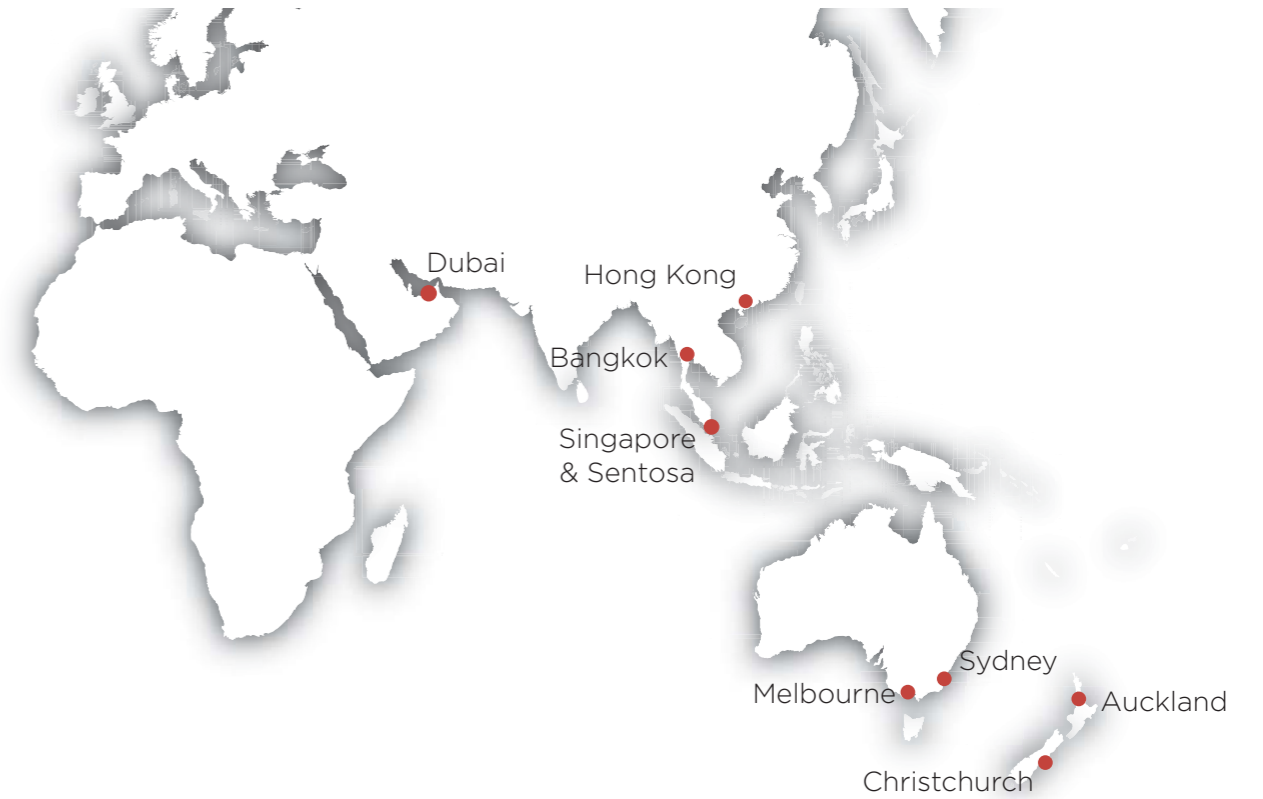 Dubai
Hong Kong
Bangkok
Singapore
& Sentosa
Sydney
Melbourne
Auckland
Christchurch